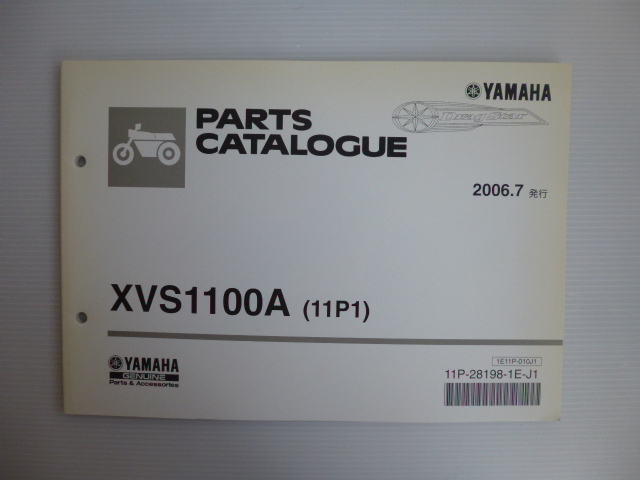 YAMAHA
DragStar
PARTS
CATALOGUE
2006.7 発行
XVS1100A (11P1)
YAMAHA
GENUINE
Parts & Accessories
1E11P-010J1
11P-28198-1E-J1